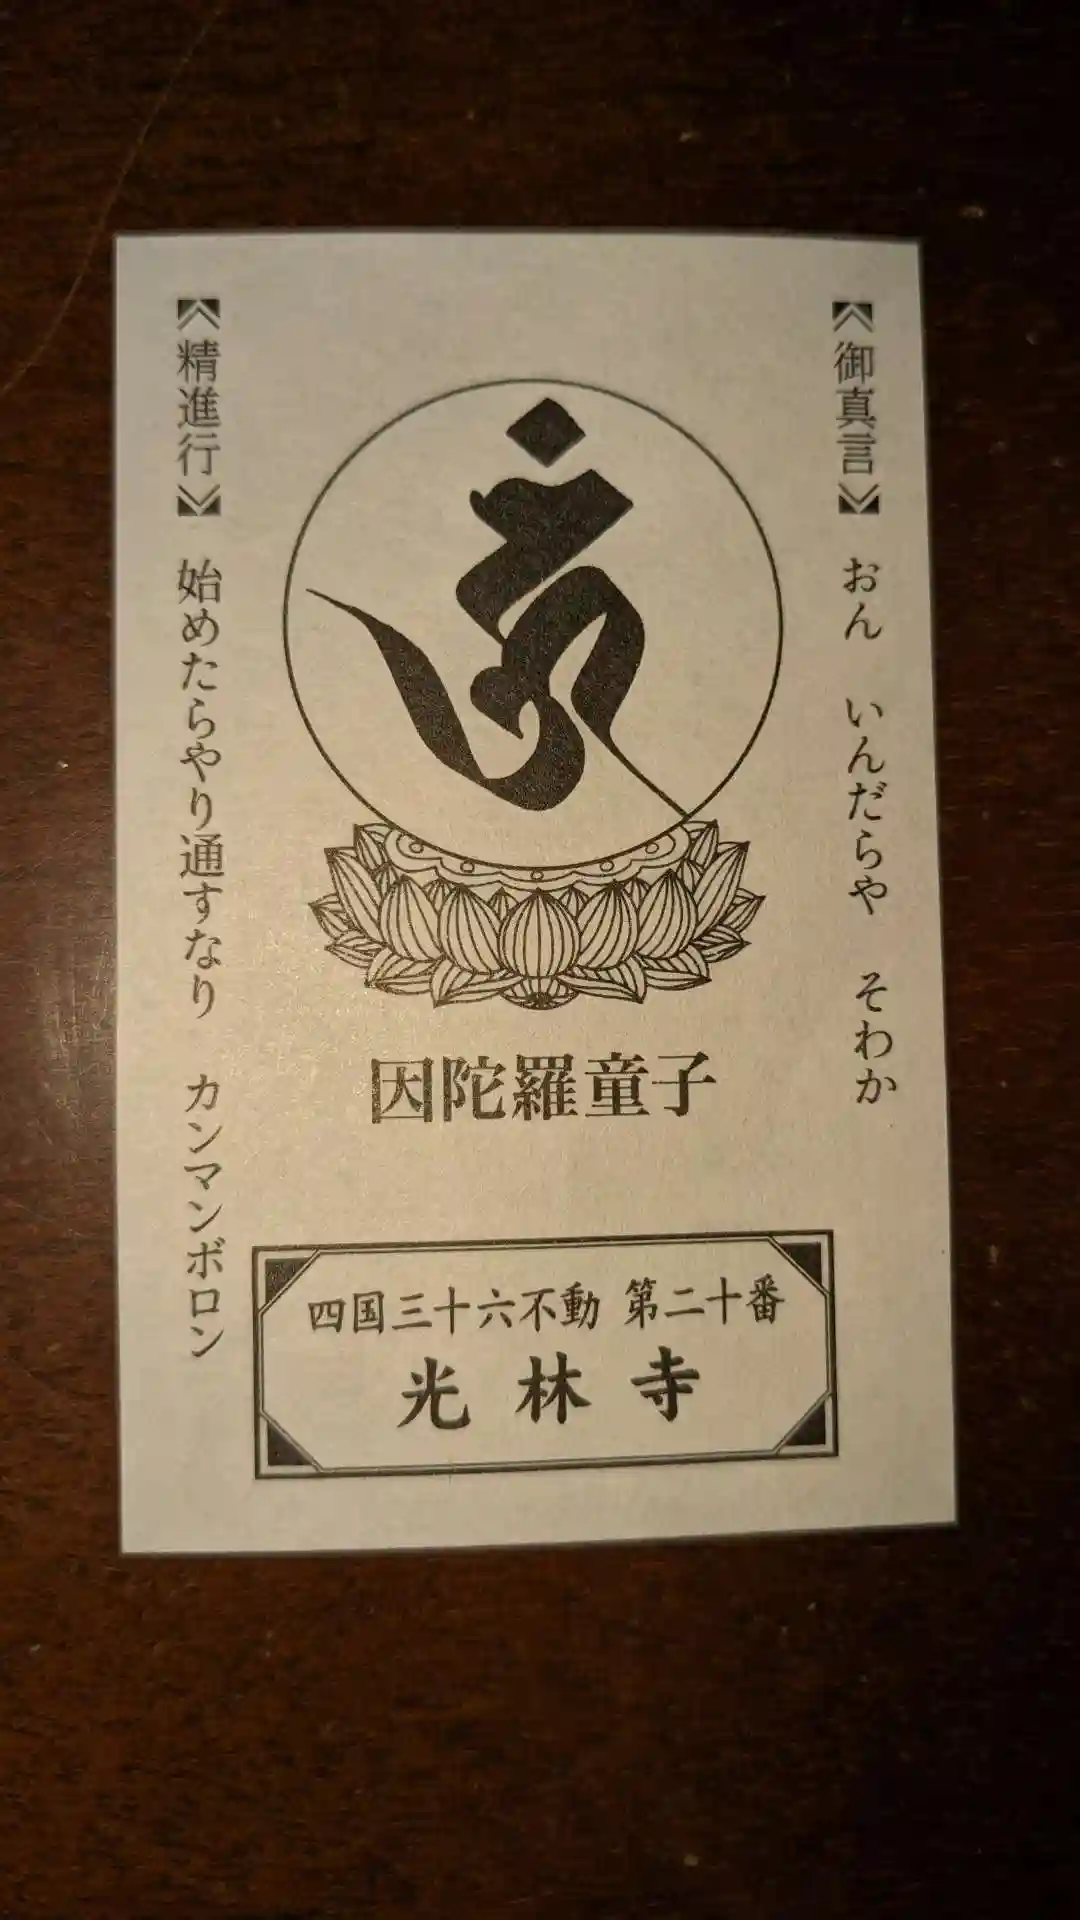 《御真言》 おん いんだらや そわか
𑖂𑖽
因陀羅童子
四国三十六不動 第二十番
光林寺
《精進行》 始めたらやり通すなり カンマンボロン